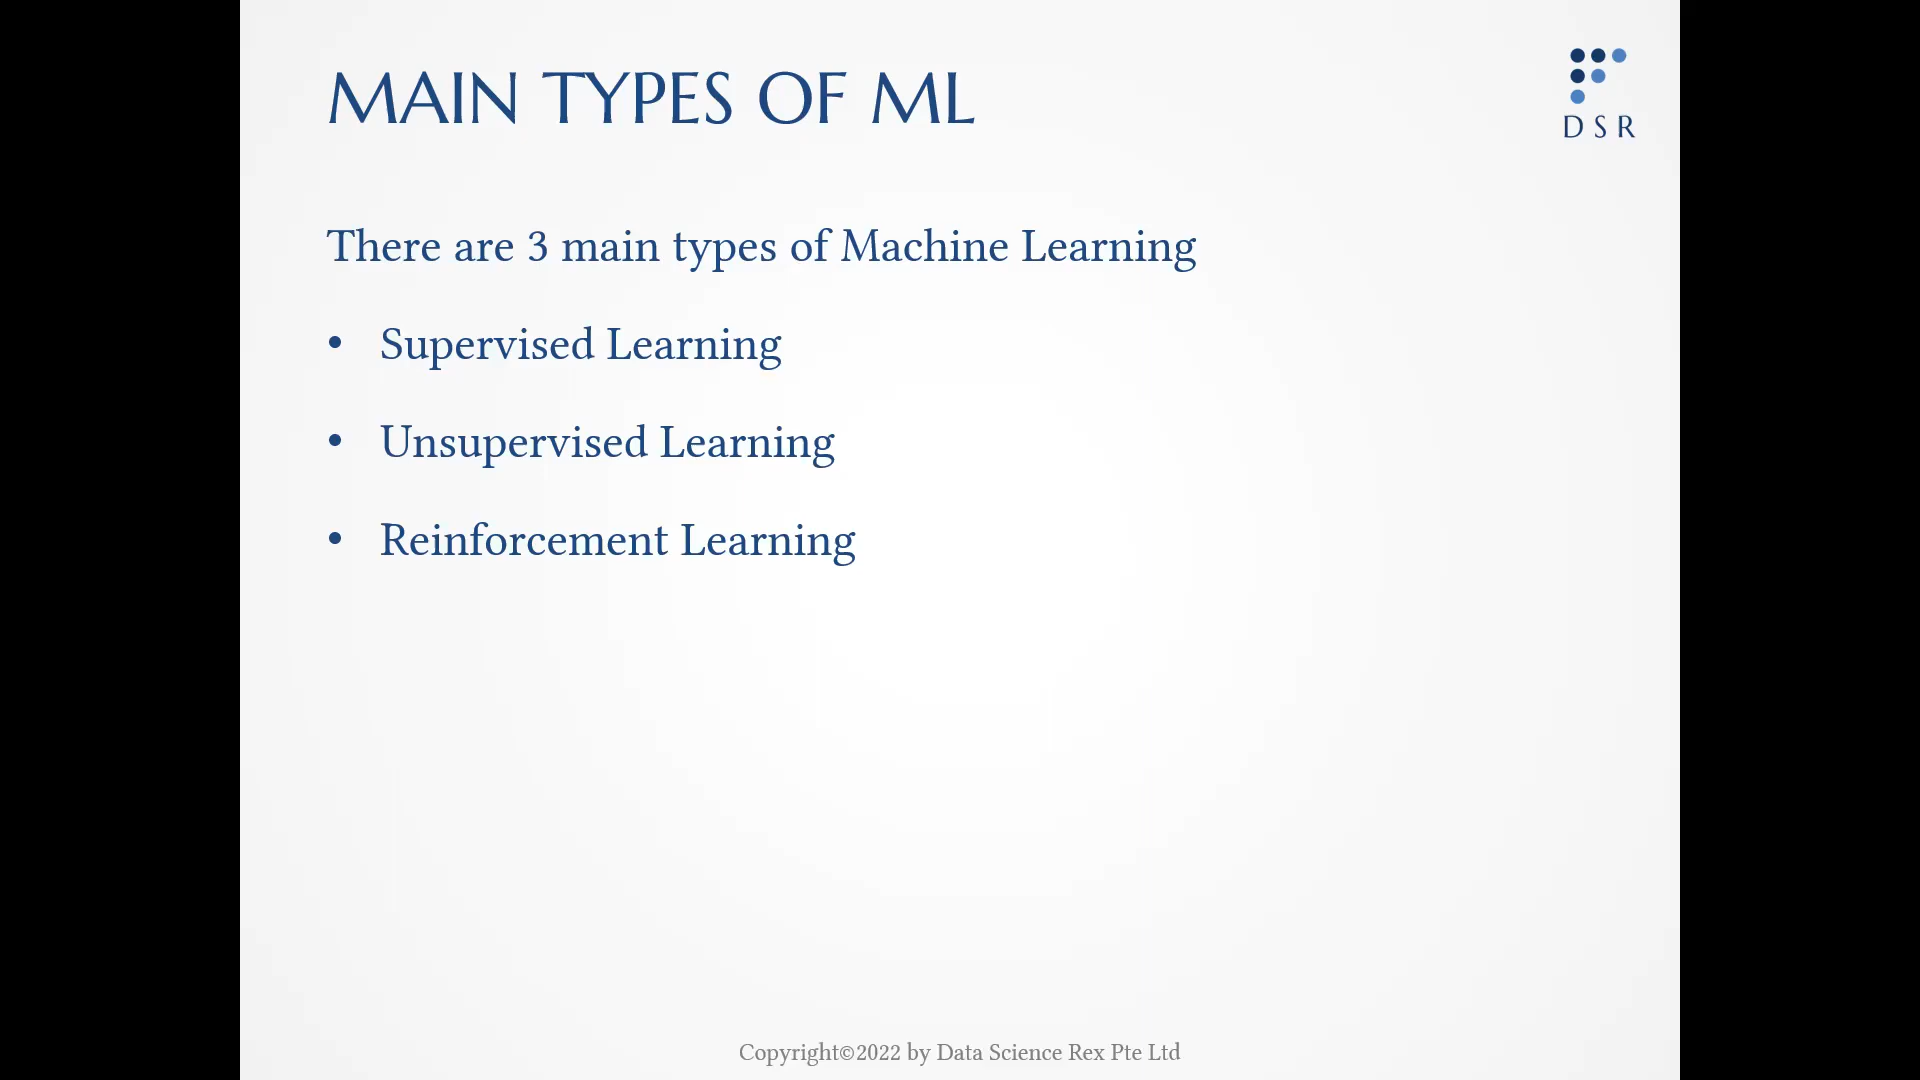 MAIN TYPES OF ML
DSR
There are 3 main types of Machine Learning
• Supervised Learning
• Unsupervised Learning
• Reinforcement Learning
Copyright©2022 by Data Science Rex Pte Ltd